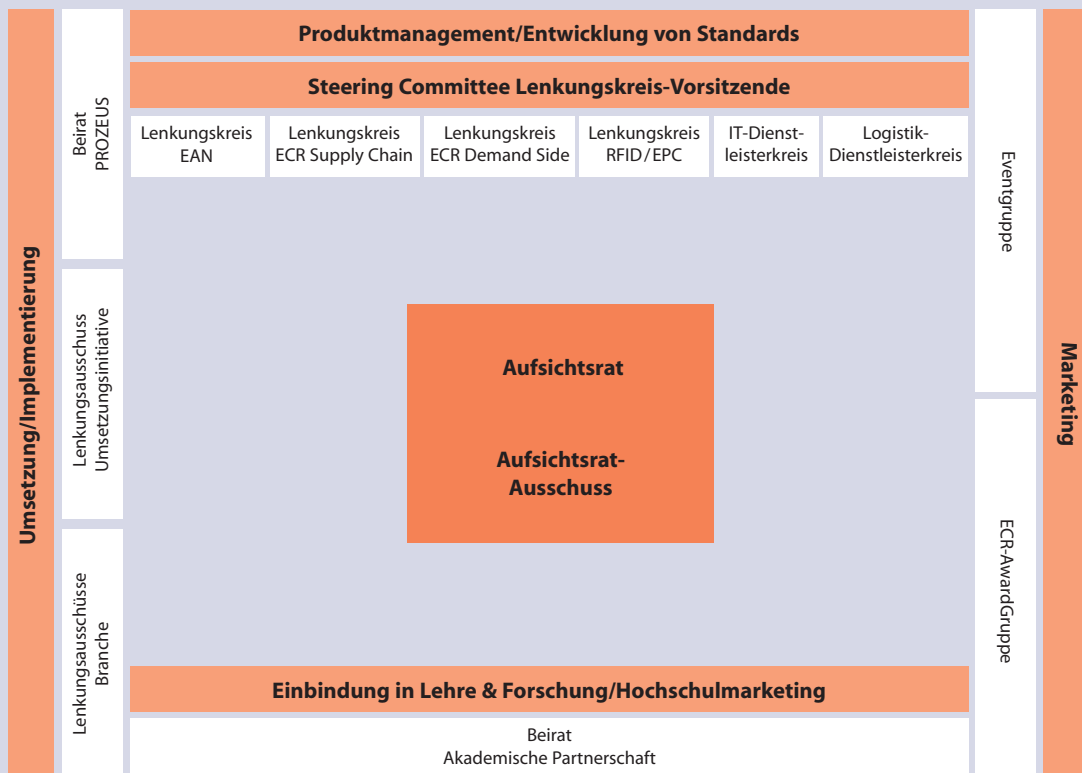 Produktmanagement/Entwicklung von Standards
Steering Committee Lenkungskreis-Vorsitzende
Lenkungskreis
EAN
Lenkungskreis
ECR Supply Chain
Lenkungskreis
ECR Demand Side
Lenkungskreis
RFID/EPC
IT-Dienst-
leisterkreis
Logistik-
Dienstleisterkreis
Umsetzung/Implementierung
Beirat
PROZEUS
Lenkungsausschuss
Umsetzungsinitiative
Lenkungsausschüsse
Branche
Aufsichtsrat
Aufsichtsrat-
Ausschuss
Eventgruppe
ECR-AwardGruppe
Marketing
Einbindung in Lehre & Forschung/Hochschulmarketing
Beirat
Akademische Partnerschaft